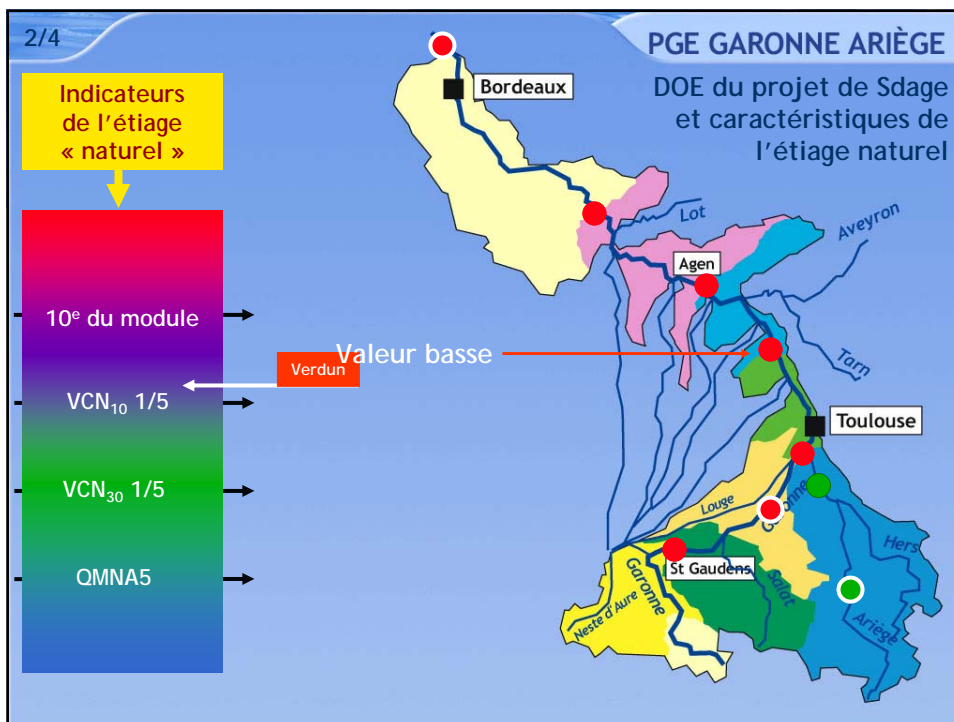 2/4
PGE GARONNE ARIÈGE
DOE du projet de Sdage
et caractéristiques de
l'étiage naturel
Indicateurs
de l'étiage
« naturel »
10e du module
VCN10 1/5
VCN30 1/5
QMNA5
Verdun
Valeur basse
Bordeaux
Lot
Aveyron
Agen
Tarn
Toulouse
Louge
Garonne
Hers
St Gaudens
Salat
Garonne
Neste d'Aure
Ariège